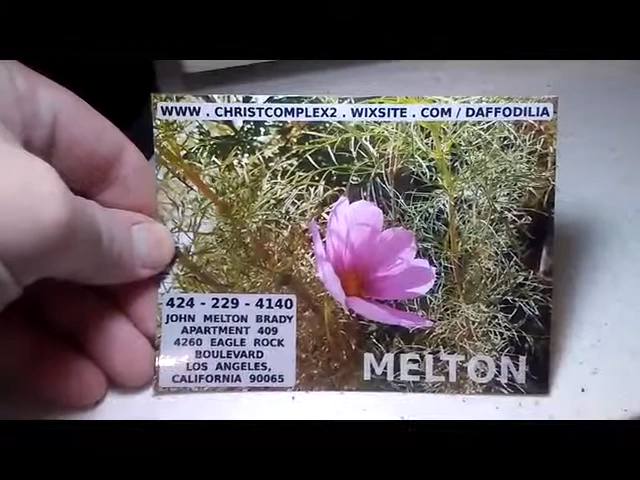 WWW . CHRISTCOMPLEX2 . WIXSITE . COM / DAFFODILIA
424 - 229 - 4140
JOHN MELTON BRADY
APARTMENT 409
4260 EAGLE ROCK
BOULEVARD
LOS ANGELES,
CALIFORNIA 90065
MELTON